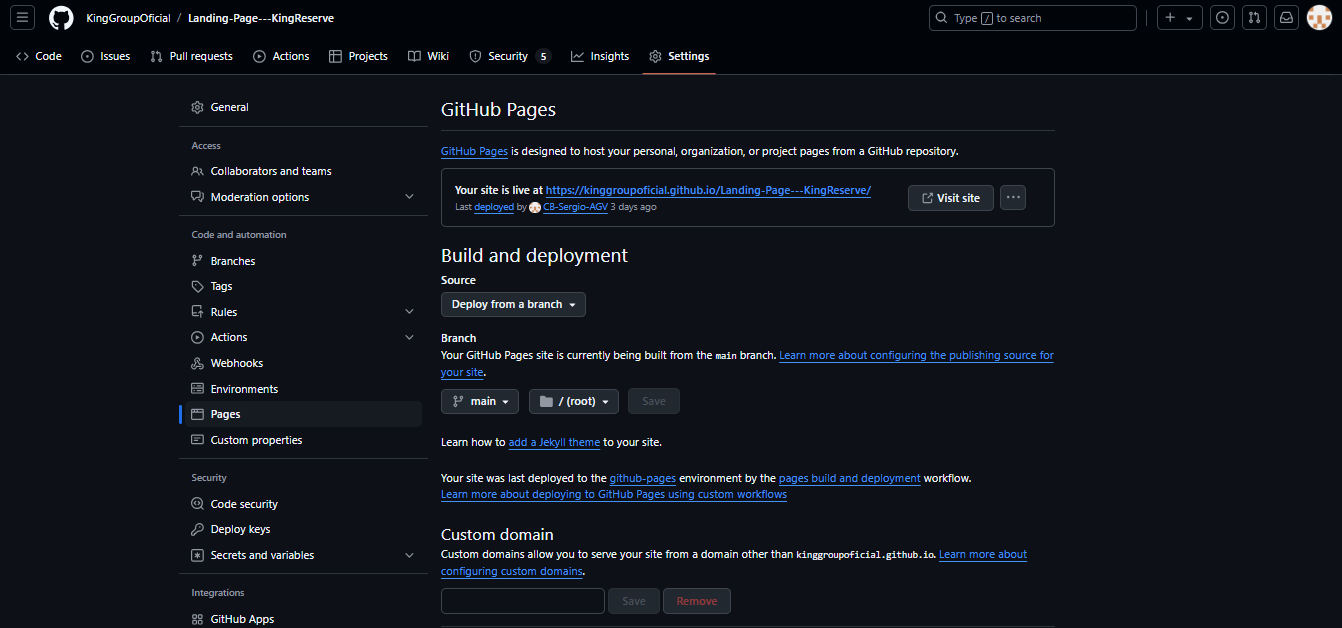 KingGroupOficial / Landing-Page---KingReserve
Type / to search
Code
Issues
Pull requests
Actions
Projects
Wiki
Security 5
Insights
Settings
General
Access
Collaborators and teams
Moderation options
Code and automation
Branches
Tags
Rules
Actions
Webhooks
Environments
Pages
Custom properties
Security
Code security
Deploy keys
Secrets and variables
Integrations
GitHub Apps
GitHub Pages
GitHub Pages is designed to host your personal, organization, or project pages from a GitHub repository.
Your site is live at https://kinggroupoficial.github.io/Landing-Page---KingReserve/
Last deployed by CB-Sergio-AGV 3 days ago
Visit site
Build and deployment
Source
Deploy from a branch
Branch
Your GitHub Pages site is currently being built from the main branch. Learn more about configuring the publishing source for
your site.
main
/ (root)
Save
Learn how to add a Jekyll theme to your site.
Your site was last deployed to the github-pages environment by the pages build and deployment workflow.
Learn more about deploying to GitHub Pages using custom workflows
Custom domain
Custom domains allow you to serve your site from a domain other than kinggroupoficial.github.io. Learn more about
configuring custom domains.
Save
Remove